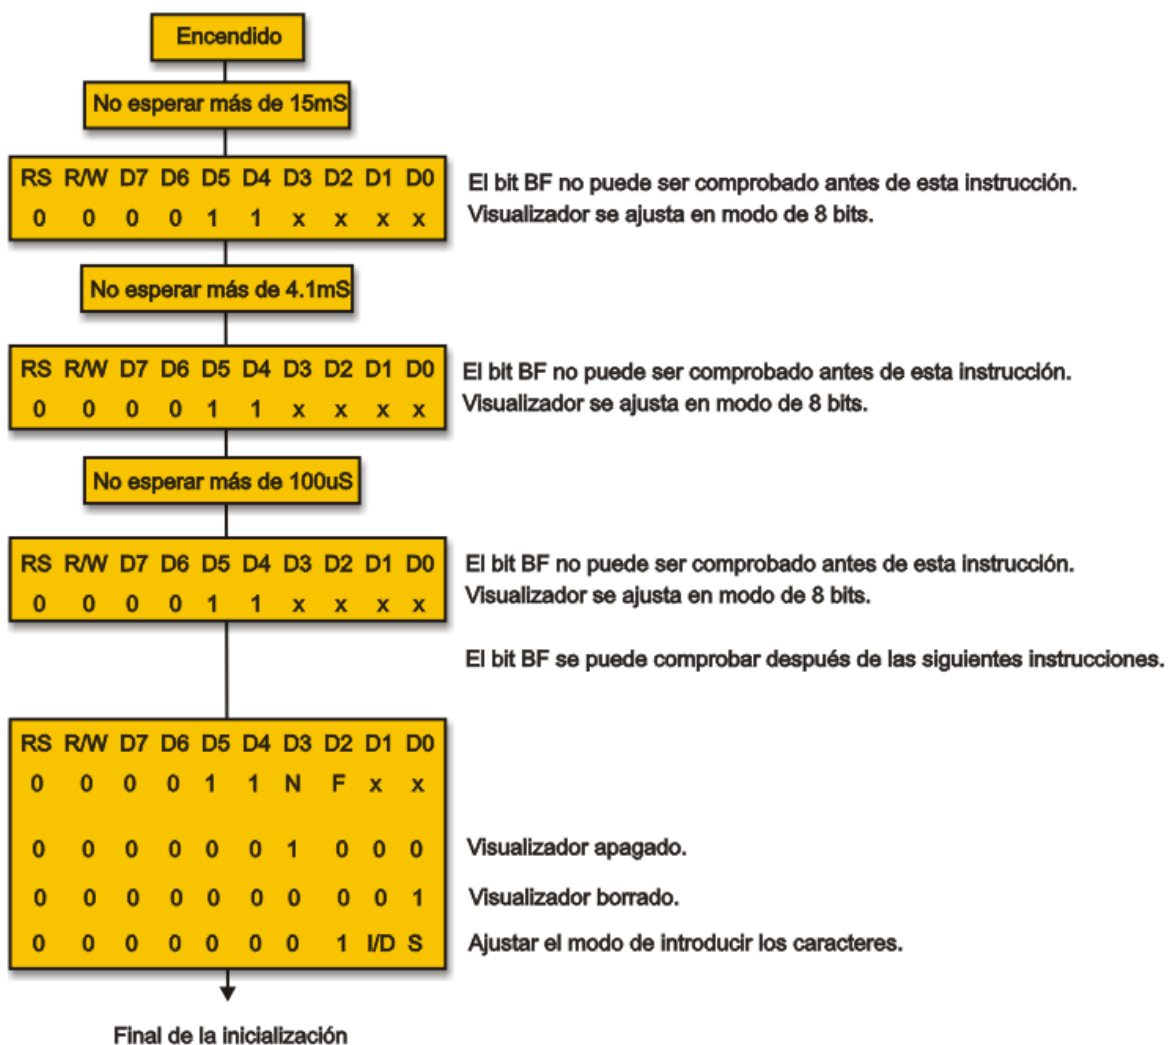 Encendido
No esperar más de 15mS
RS R/W D7 D6 D5 D4 D3 D2 D1 D0
0 0 0 0 1 1 x x x x
El bit BF no puede ser comprobado antes de esta instrucción.
Visualizador se ajusta en modo de 8 bits.
No esperar más de 4.1mS
RS R/W D7 D6 D5 D4 D3 D2 D1 D0
0 0 0 0 1 1 x x x x
El bit BF no puede ser comprobado antes de esta instrucción.
Visualizador se ajusta en modo de 8 bits.
No esperar más de 100uS
RS R/W D7 D6 D5 D4 D3 D2 D1 D0
0 0 0 0 1 1 x x x x
El bit BF no puede ser comprobado antes de esta instrucción.
Visualizador se ajusta en modo de 8 bits.
El bit BF se puede comprobar después de las siguientes instrucciones.
RS R/W D7 D6 D5 D4 D3 D2 D1 D0
0 0 0 0 1 1 N F x x
0 0 0 0 0 0 1 0 0 0
Visualizador apagado.
0 0 0 0 0 0 0 0 0 1
Visualizador borrado.
0 0 0 0 0 0 0 1 I/D S
Ajustar el modo de introducir los caracteres.
Final de la inicialización